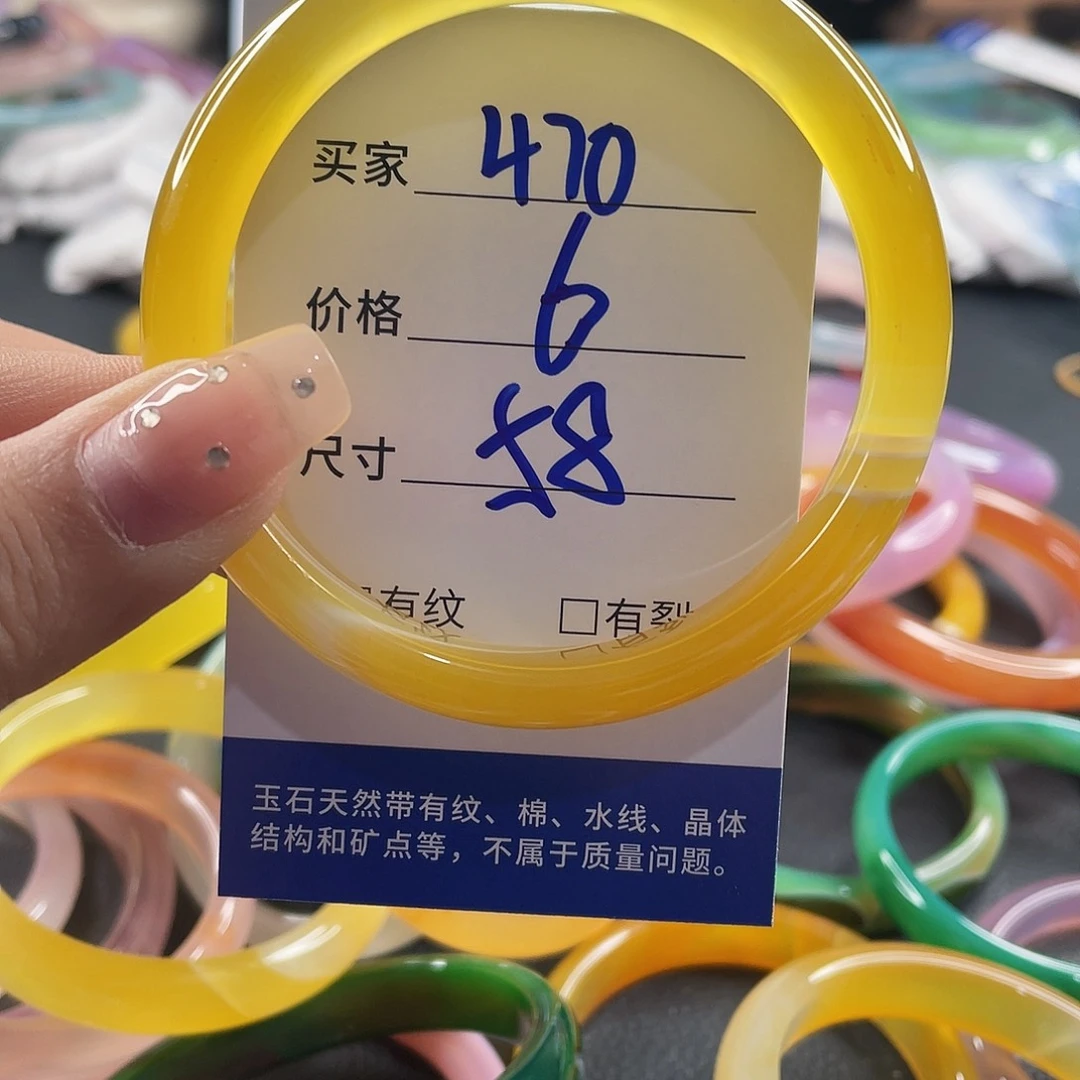 买家 470
价格 6
尺寸 58
有纹 □有裂
玉石天然带有纹、棉、水线、晶体
结构和矿点等，不属于质量问题。